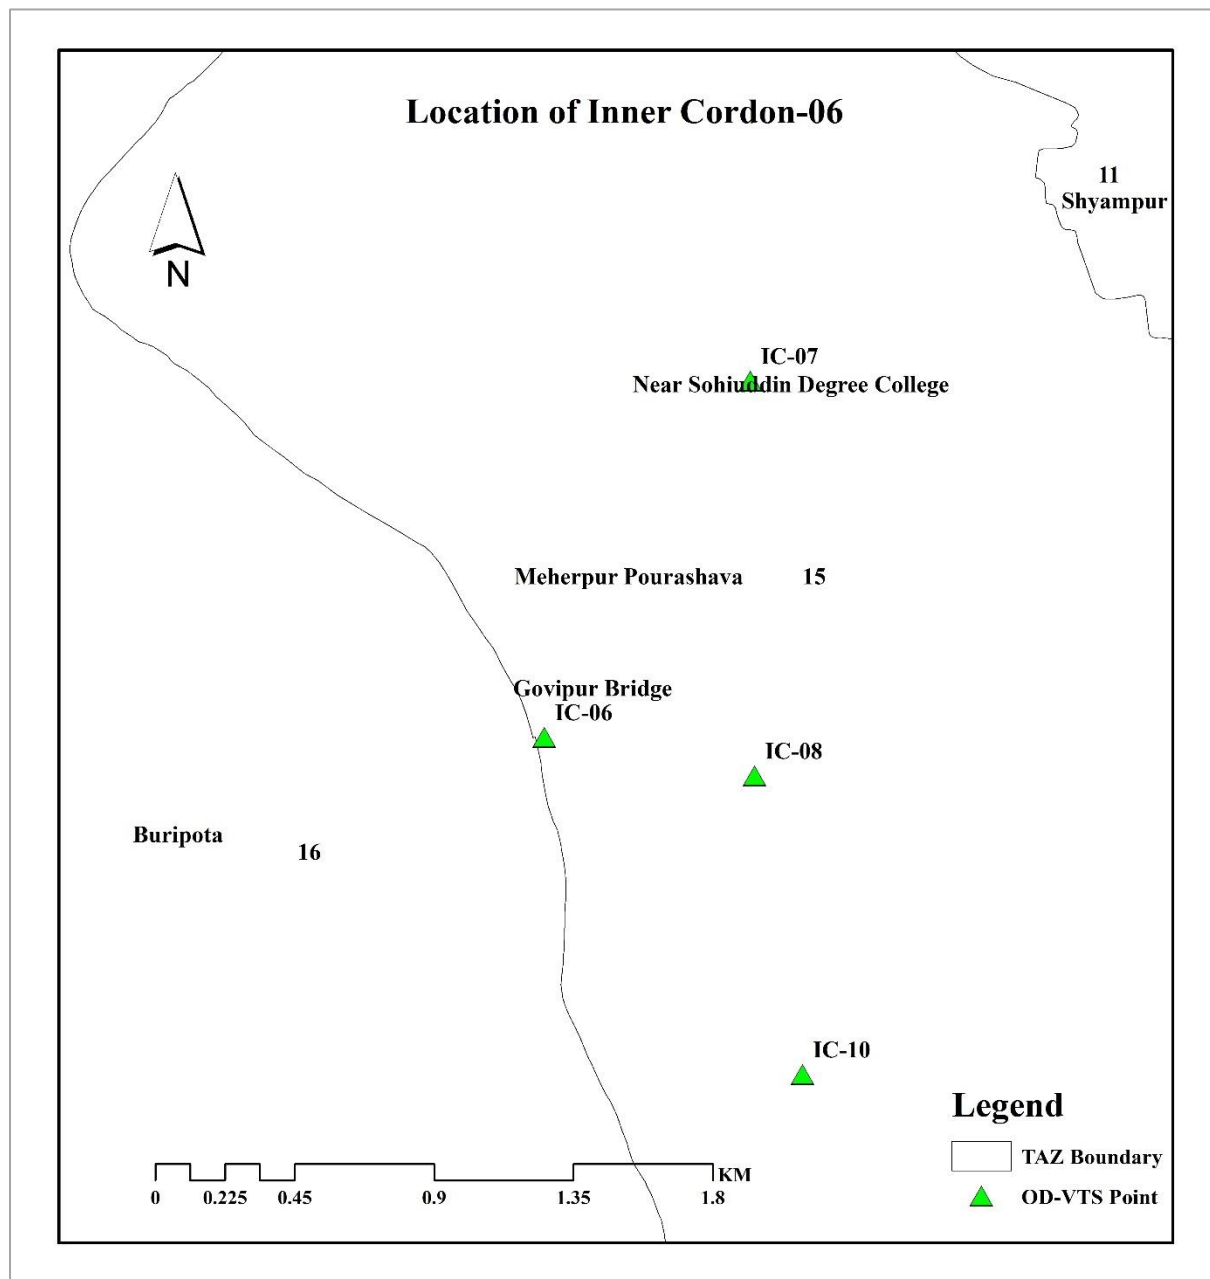 Location of Inner Cordon-06
11
Shyampur
N
IC-07
Near Sohiuddin Degree College
Meherpur Pourashava 15
Govipur Bridge
IC-06
IC-08
Buripota
16
IC-10
Legend
TAZ Boundary
OD-VTS Point
KM
0 0.225 0.45 0.9 1.35 1.8